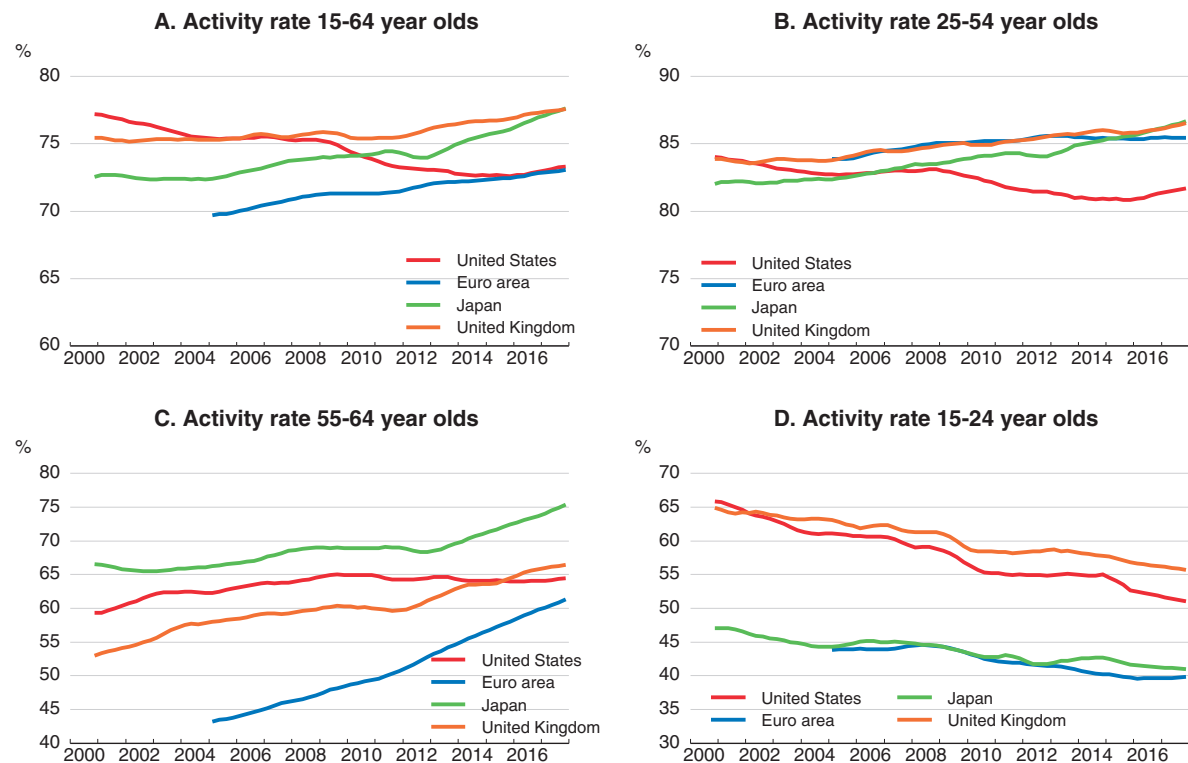 A. Activity rate 15-64 year olds
%
80
75
70
65
60
United States
Euro area
Japan
United Kingdom
2000 2002 2004 2006 2008 2010 2012 2014 2016
B. Activity rate 25-54 year olds
%
90
85
80
75
70
United States
Euro area
Japan
United Kingdom
2000 2002 2004 2006 2008 2010 2012 2014 2016
C. Activity rate 55-64 year olds
%
80
75
70
65
60
55
50
45
40
United States
Euro area
Japan
United Kingdom
2000 2002 2004 2006 2008 2010 2012 2014 2016
D. Activity rate 15-24 year olds
%
70
65
60
55
50
45
40
35
30
United States Japan
Euro area United Kingdom
2000 2002 2004 2006 2008 2010 2012 2014 2016